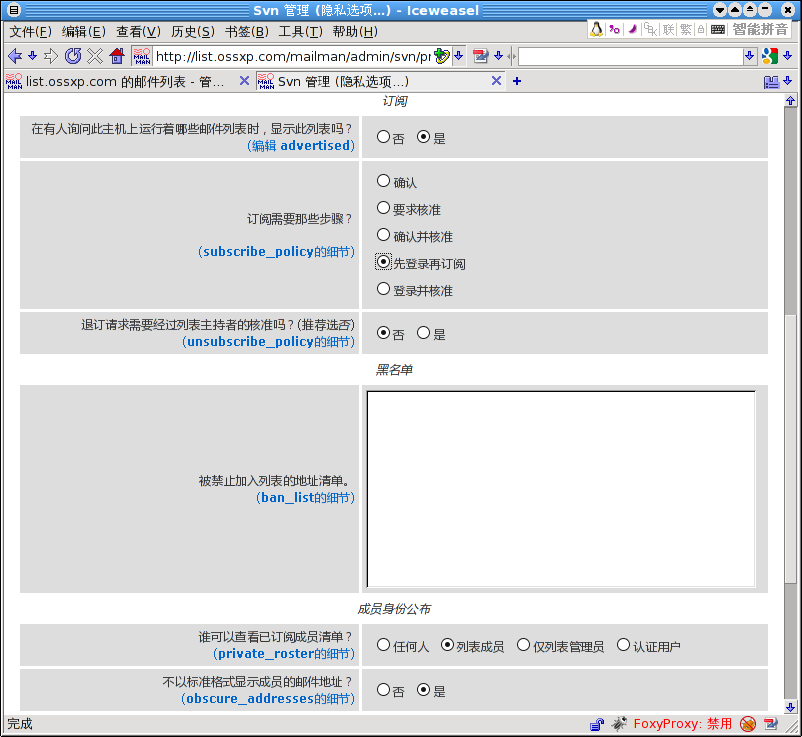 Svn 管理 (隐私选项...) - Iceweasel
文件(F) 编辑(E) 查看(V) 历史(S) 书签(B) 工具(T) 帮助(H)
联 繁 智能拼音
MAIL MAN http://list.ossxp.com/mailman/admin/svn/pr
list.ossxp.com 的邮件列表 - 管... Svn 管理 (隐私选项...)
订阅
在有人询问此主机上运行着哪些邮件列表时，显示此列表吗？
(编辑 advertised)
否 是
订阅需要那些步骤？
(subscribe_policy的细节)
确认
要求核准
确认并核准
先登录再订阅
登录并核准
退订请求需要经过列表主持者的核准吗？(推荐选否)
(unsubscribe_policy的细节)
否 是
黑名单
被禁止加入列表的地址清单。
(ban_list的细节)
成员身份公布
谁可以查看已订阅成员清单？
(private_roster的细节)
任何人 列表成员 仅列表管理员 认证用户
不以标准格式显示成员的邮件地址？
(obscure_addresses的细节)
否 是
完成
FoxyProxy: 禁用